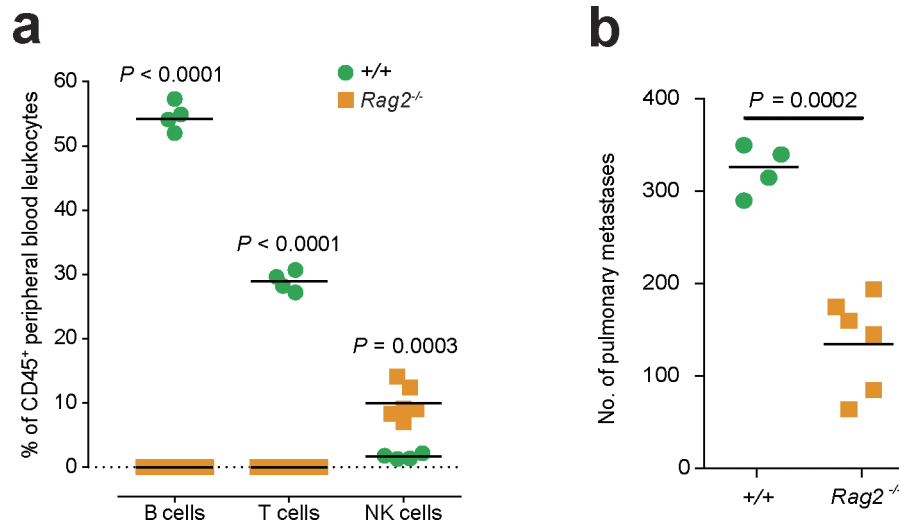 a
P < 0.0001
+/+
Rag2-/-
P < 0.0001
P = 0.0003
% of CD45+ peripheral blood leukocytes
60
50
40
30
20
10
0
B cells
T cells
NK cells
b
P = 0.0002
No. of pulmonary metastases
400
300
200
100
0
+/+
Rag2 -/-